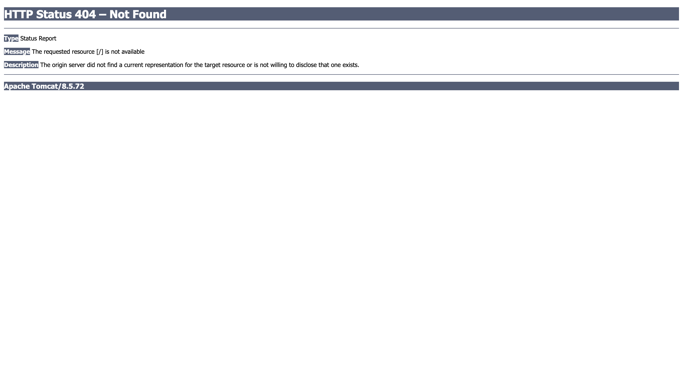 HTTP Status 404 – Not Found
Type Status Report
Message The requested resource [/] is not available
Description The origin server did not find a current representation for the target resource or is not willing to disclose that one exists.
Apache Tomcat/8.5.72